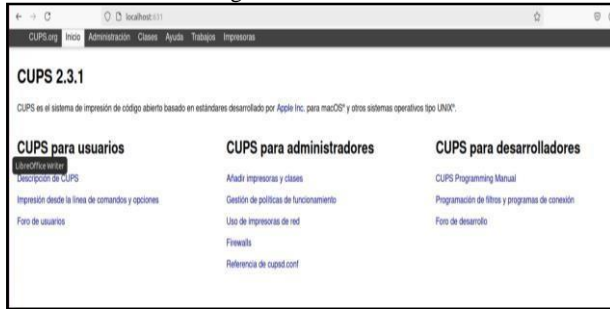 localhost:631
CUPS.org Inicio Administración Clases Ayuda Trabajos Impresoras
CUPS 2.3.1
CUPS es el sistema de impresión de código abierto basado en estándares desarrollado por Apple Inc. para macOS® y otros sistemas operativos tipo UNIX®.
CUPS para usuarios
LibreOffice Writer
Descripción de CUPS
Impresión desde la línea de comandos y opciones
Foro de usuarios
CUPS para administradores
Añadir impresoras y clases
Gestión de políticas de funcionamiento
Uso de impresoras de red
Firewalls
Referencia de cupsd.conf
CUPS para desarrolladores
CUPS Programming Manual
Programación de filtros y programas de conexión
Foro de desarrollo